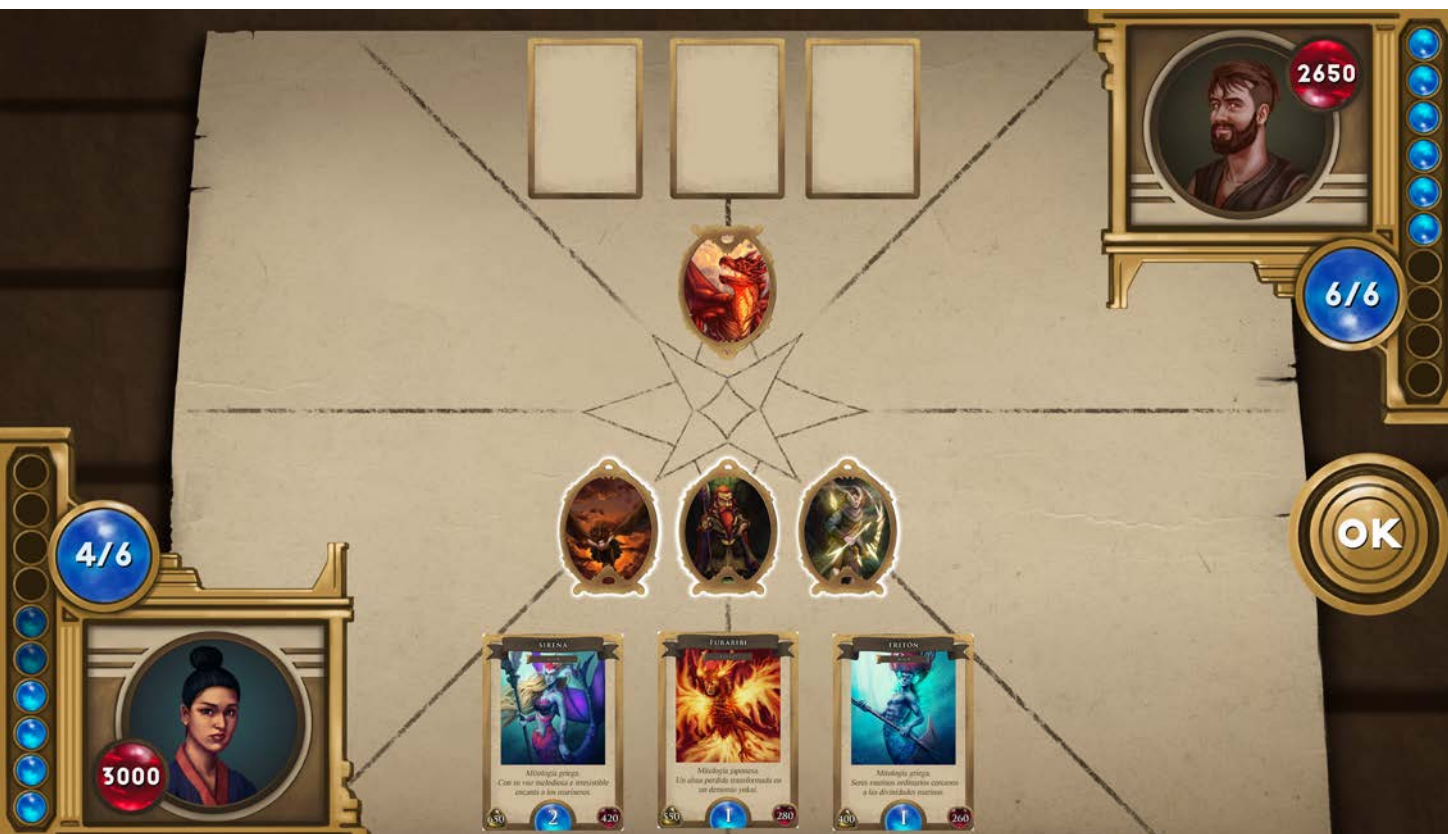 2650
6/6
4/6
OK
3000
SIRENA
Mitología griega.
Con su voz melodiosa e irresistible
encanta a los marineros.
650
2
420
FURARIBI
Mitología japonesa.
Un alma perdida transformada en
un demonio yokai.
550
1
280
TRITÓN
Mitología griega.
Seres marinos ordinarios cercanos
a las divinidades marinas.
400
1
260